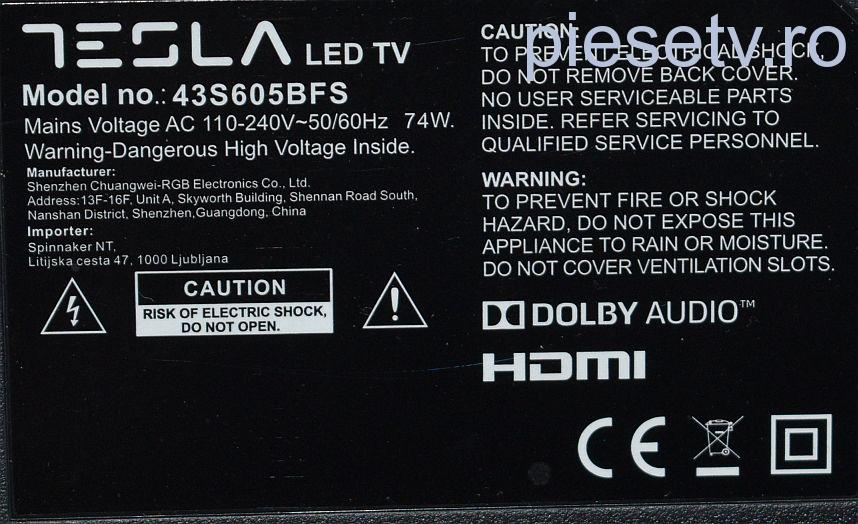 TESLA LED TV
Model no.: 43S605BFS
Mains Voltage AC 110-240V~50/60Hz 74W.
Warning-Dangerous High Voltage Inside.
Manufacturer:
Shenzhen Chuangwei-RGB Electronics Co., Ltd.
Address:13F-16F, Unit A, Skyworth Building, Shennan Road South,
Nanshan District, Shenzhen,Guangdong, China
Importer:
Spinnaker NT,
Litijska cesta 47, 1000 Ljubljana
CAUTION
RISK OF ELECTRIC SHOCK,
DO NOT OPEN.
piesetv.ro
CAUTION:
TO PREVENT ELECTRICAL SHOCK,
DO NOT REMOVE BACK COVER.
NO USER SERVICEABLE PARTS
INSIDE. REFER SERVICING TO
QUALIFIED SERVICE PERSONNEL.
WARNING:
TO PREVENT FIRE OR SHOCK
HAZARD, DO NOT EXPOSE THIS
APPLIANCE TO RAIN OR MOISTURE.
DO NOT COVER VENTILATION SLOTS.
DOLBY AUDIO™
HDMI
CE